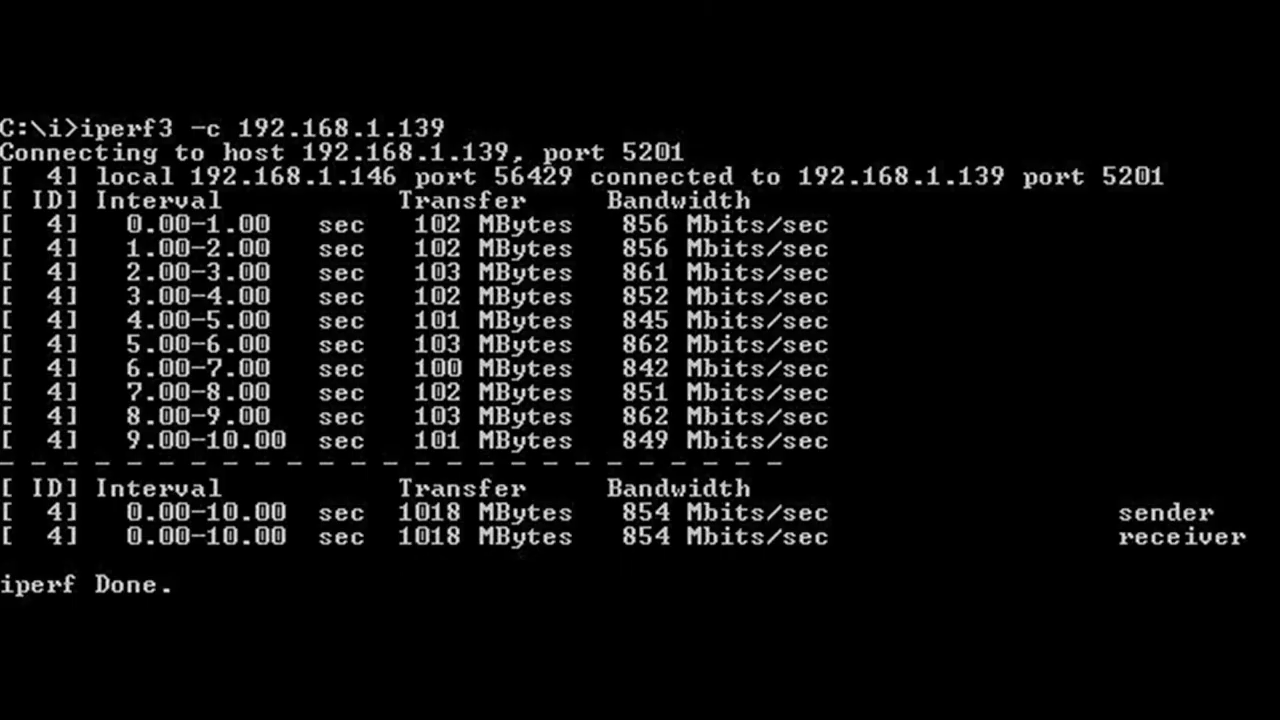 C:\i>iperf3 -c 192.168.1.139
Connecting to host 192.168.1.139, port 5201
[  4] local 192.168.1.146 port 56429 connected to 192.168.1.139 port 5201
[ ID] Interval           Transfer     Bandwidth
[  4]   0.00-1.00   sec   102 MBytes   856 Mbits/sec
[  4]   1.00-2.00   sec   102 MBytes   856 Mbits/sec
[  4]   2.00-3.00   sec   103 MBytes   861 Mbits/sec
[  4]   3.00-4.00   sec   102 MBytes   852 Mbits/sec
[  4]   4.00-5.00   sec   101 MBytes   845 Mbits/sec
[  4]   5.00-6.00   sec   103 MBytes   862 Mbits/sec
[  4]   6.00-7.00   sec   100 MBytes   842 Mbits/sec
[  4]   7.00-8.00   sec   102 MBytes   851 Mbits/sec
[  4]   8.00-9.00   sec   103 MBytes   862 Mbits/sec
[  4]   9.00-10.00  sec   101 MBytes   849 Mbits/sec
- - - - - - - - - - - - - - - - - - - - - - - - -
[ ID] Interval           Transfer     Bandwidth
[  4]   0.00-10.00  sec  1018 MBytes   854 Mbits/sec                  sender
[  4]   0.00-10.00  sec  1018 MBytes   854 Mbits/sec                  receiver
iperf Done.